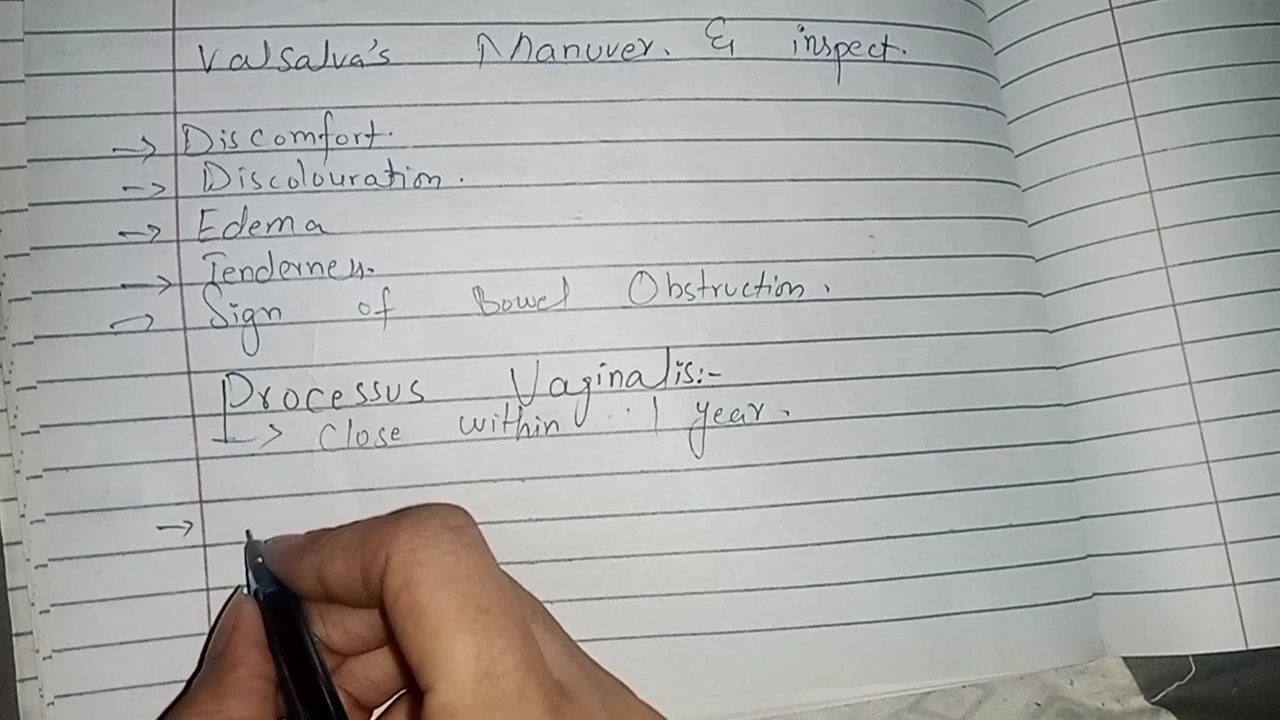 Valsalva's Manuver. & inspect.
→ Discomfort.
→ Discolouration.
→ Edema
→ Tenderness.
→ Sign of Bowel Obstruction.
Processus Vaginalis:-
→ Close within 1 year.
→